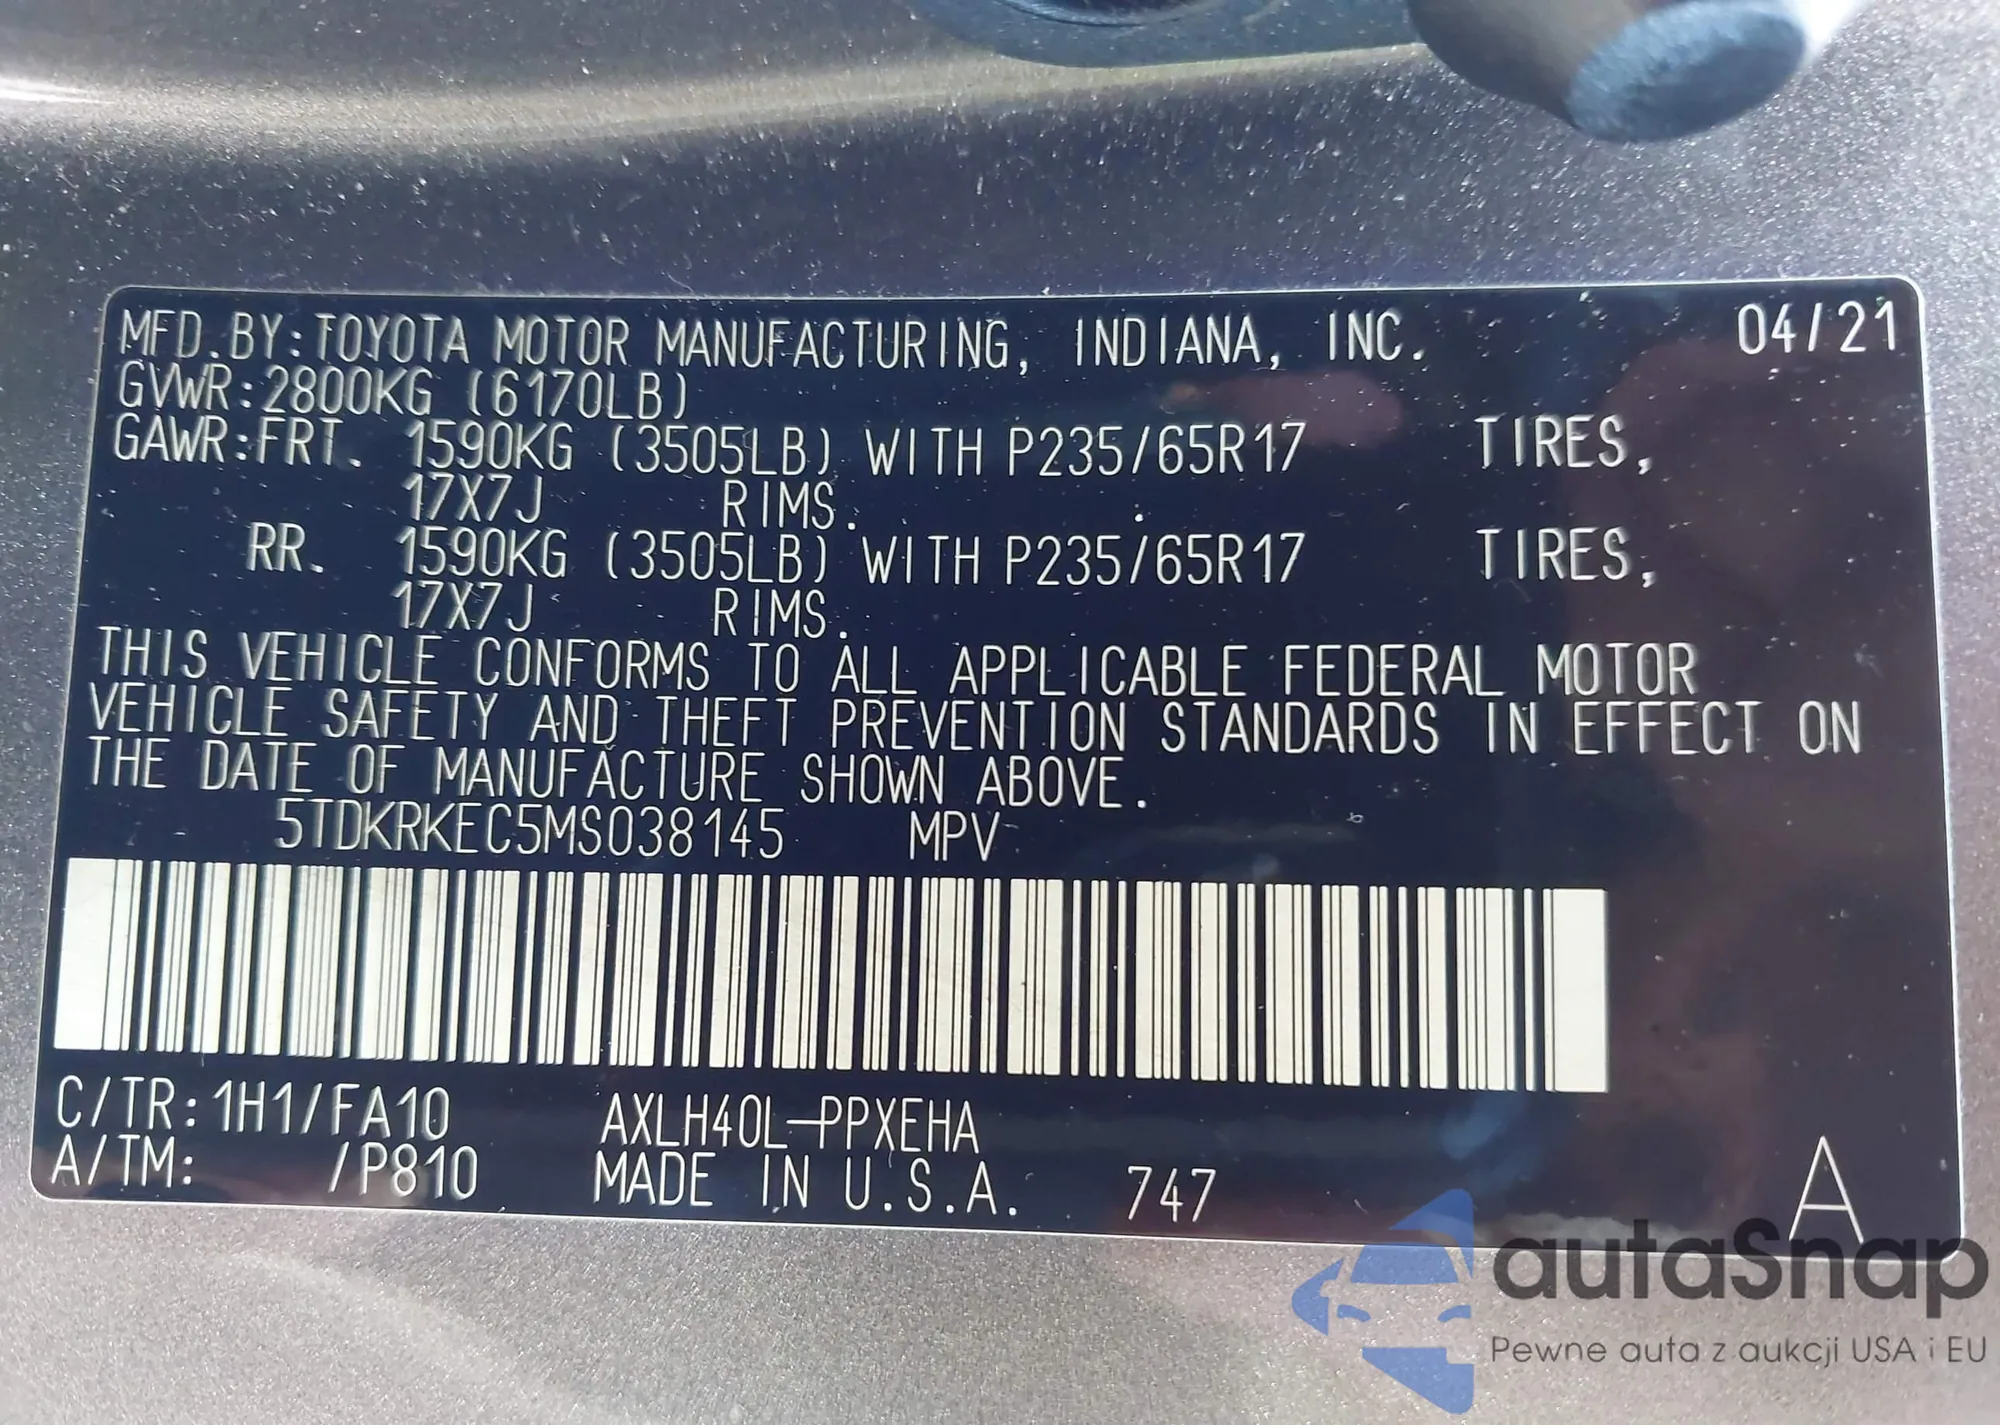 MFD.BY:TOYOTA MOTOR MANUFACTURING, INDIANA, INC. 04/21
GVWR:2800KG (6170LB)
GAWR:FRT. 1590KG (3505LB) WITH P235/65R17 TIRES,
17X7J RIMS.
RR. 1590KG (3505LB) WITH P235/65R17 TIRES,
17X7J RIMS.
THIS VEHICLE CONFORMS TO ALL APPLICABLE FEDERAL MOTOR
VEHICLE SAFETY AND THEFT PREVENTION STANDARDS IN EFFECT ON
THE DATE OF MANUFACTURE SHOWN ABOVE.
5TDKRKEC5MS038145 MPV
C/TR:1H1/FA10 AXLH40L-PPXEHA
A/TM: /P810 MADE IN U.S.A. 747 A
autaSnap
Pewne auta z aukcji USA i EU